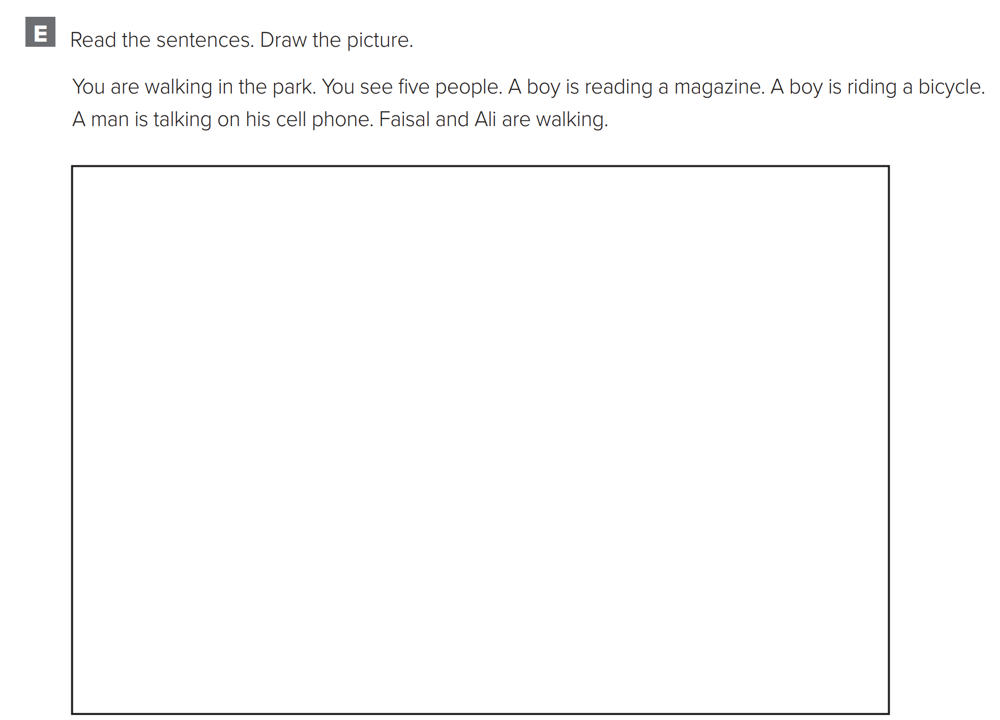 E Read the sentences. Draw the picture.
You are walking in the park. You see five people. A boy is reading a magazine. A boy is riding a bicycle.
A man is talking on his cell phone. Faisal and Ali are walking.